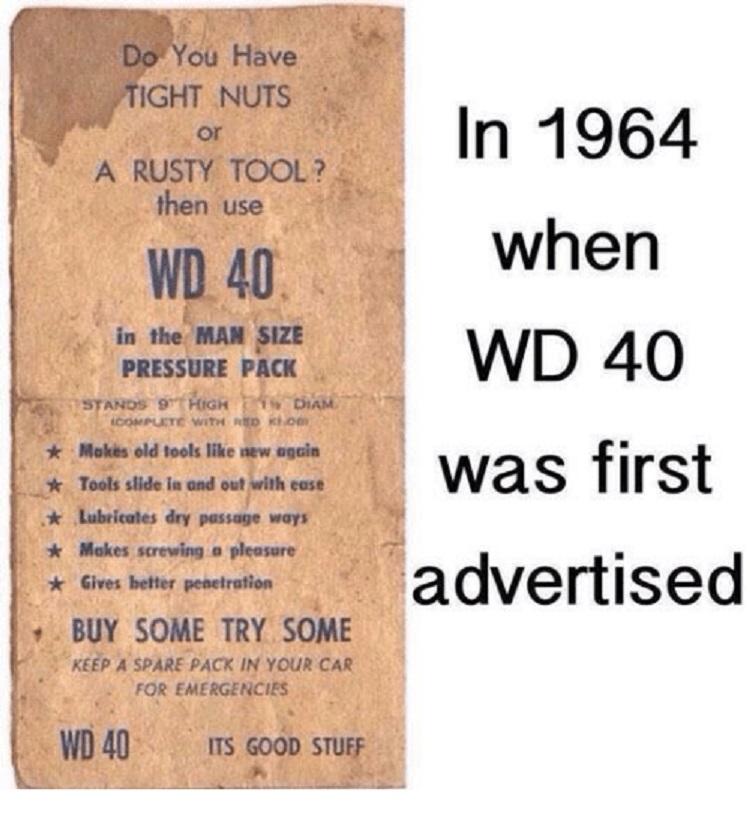 Do You Have
TIGHT NUTS
or
A RUSTY TOOL?
then use
WD 40
in the MAN SIZE
PRESSURE PACK
STANDS 9" HIGH DIAM
(COMPLETE WITH RED
★ Makes old tools like new again
★ Tools slide in and out with ease
★ Lubricates dry passage ways
★ Makes screwing a pleasure
★ Gives better penetration
BUY SOME TRY SOME
KEEP A SPARE PACK IN YOUR CAR
FOR EMERGENCIES
WD 40 ITS GOOD STUFF
In 1964
when
WD 40
was first
advertised